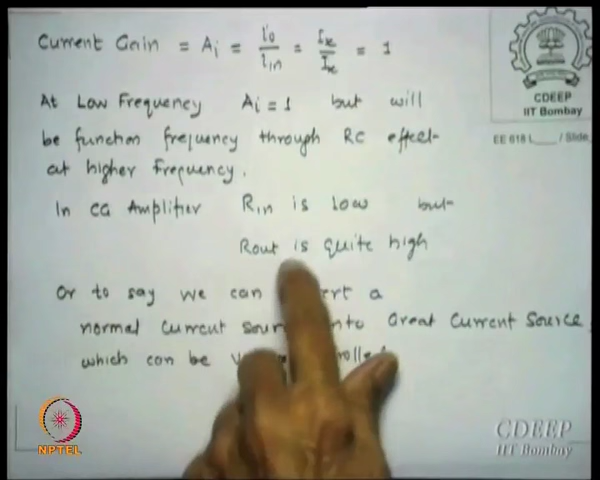 Current Gain = Ai = io/iin = Ix/Ix = 1
At Low Frequency Ai = 1 but will
be function frequency through RC effect
at higher Frequency.
In CG Amplifier Rin is low but
Rout is quite high
Or to say we can a
normal Current into Great Current Source
which can be
CDEEP
IIT Bombay
EE 618 L / Slide
NPTEL
CDEEP
IIT Bombay